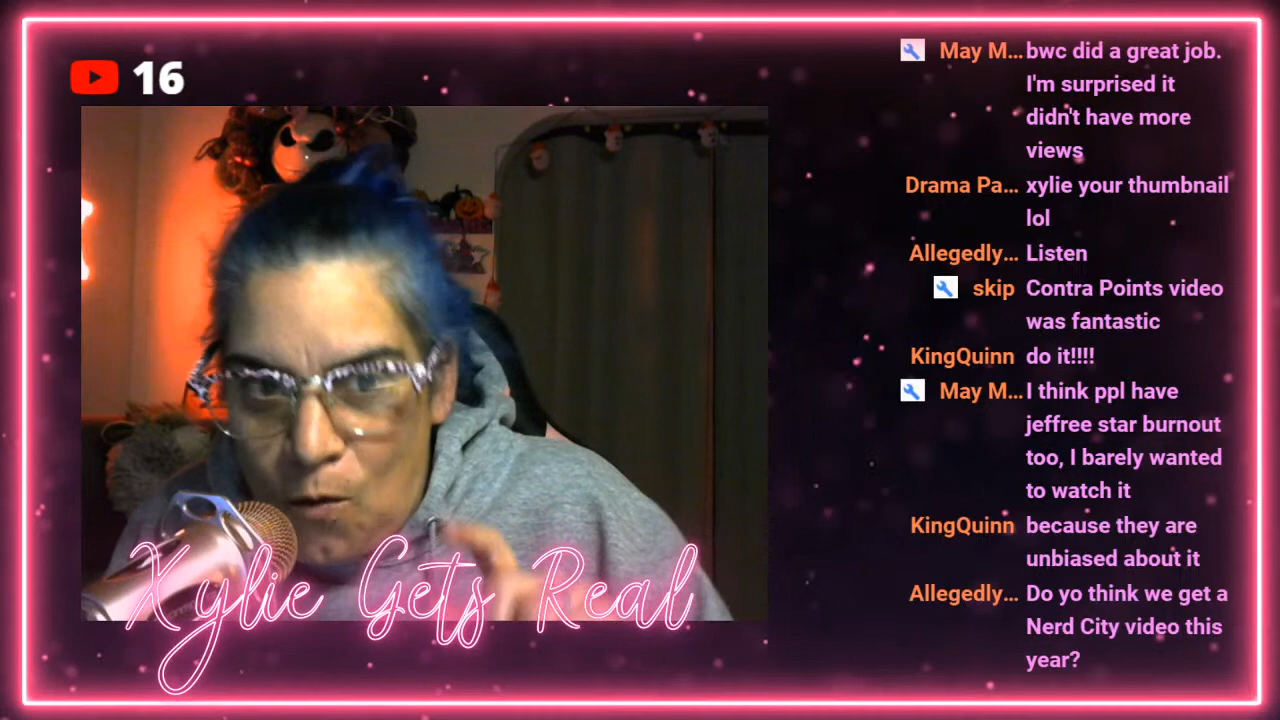 16
May M… bwc did a great job.
I'm surprised it
didn't have more
views
Drama Pa… xylie your thumbnail
lol
Allegedly… Listen
skip Contra Points video
was fantastic
KingQuinn do it!!!!
May M… I think ppl have
jeffree star burnout
too, I barely wanted
to watch it
KingQuinn because they are
unbiased about it
Allegedly… Do yo think we get a
Nerd City video this
year?
Xylie Gets Real